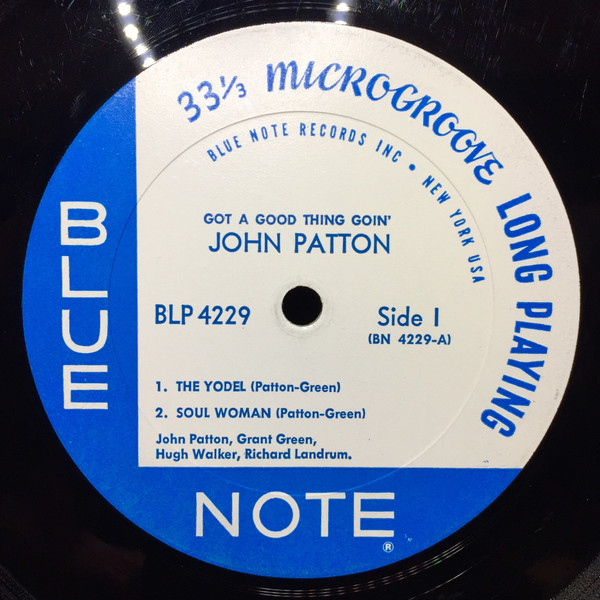 33⅓ MICROGROOVE LONG PLAYING
BLUE NOTE RECORDS INC • NEW YORK USA
GOT A GOOD THING GOIN'
JOHN PATTON
BLP 4229
Side 1
(BN 4229-A)
1. THE YODEL (Patton-Green)
2. SOUL WOMAN (Patton-Green)
John Patton, Grant Green,
Hugh Walker, Richard Landrum.
BLUE
NOTE
®